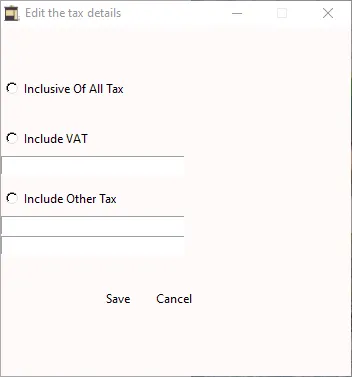 Edit the tax details
Inclusive Of All Tax
Include VAT
Include Other Tax
Save Cancel